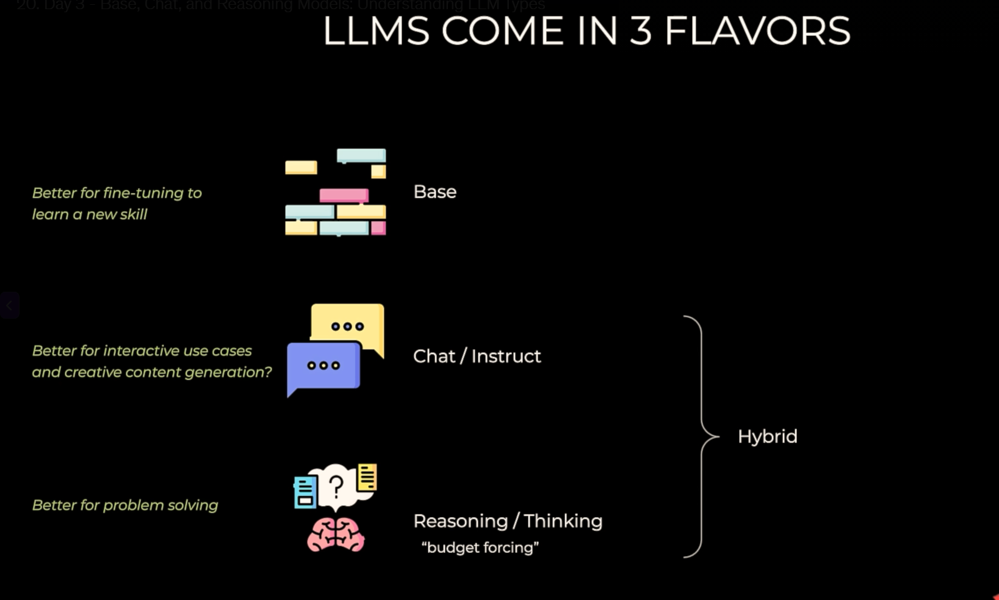 20. Day 3 - Base, Chat, and Reasoning Models: Understanding LLM Types
LLMS COME IN 3 FLAVORS
Better for fine-tuning to
learn a new skill
Base
Better for interactive use cases
and creative content generation?
Chat / Instruct
Hybrid
Better for problem solving
Reasoning / Thinking
“budget forcing”